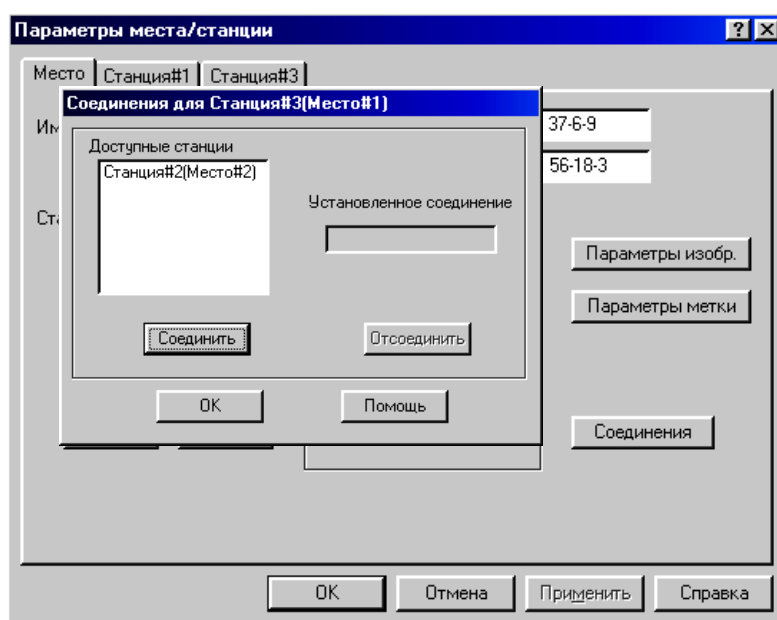 Параметры места/станции
Место Станция#1 Станция#3
Соединения для Станция#3(Место#1)
37-6-9
Доступные станции
Станция#2(Место#2)
56-18-3
Установленное соединение
Параметры изобр.
Параметры метки
Соединить Отсоединить
OK Помощь
Соединения
OK Отмена Применить Справка